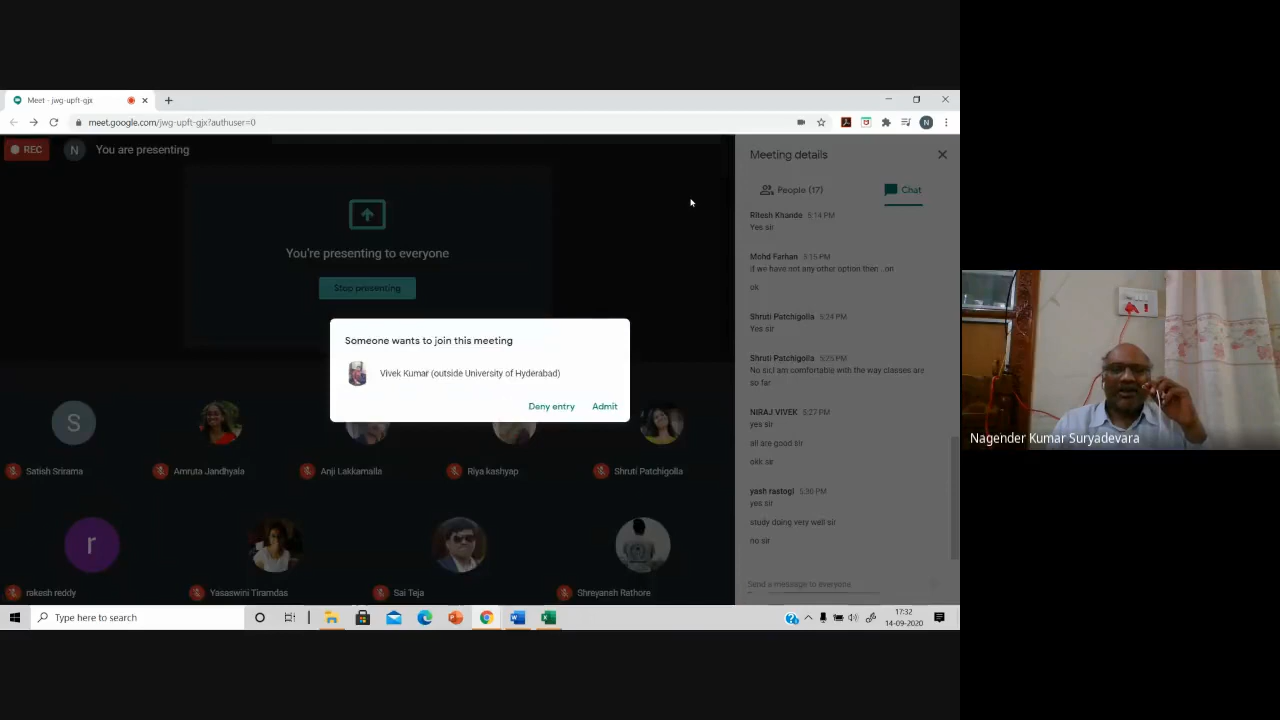 Meet - jwg-upft-gjx
meet.google.com/jwg-upft-gjx?authuser=0
N
REC
N
You are presenting
Meeting details
People (17)
Chat
You're presenting to everyone
Stop presenting
Ritesh Khande 5:14 PM
Yes sir
Mohd Farhan 5:15 PM
if we have not any other option then ..on
ok
Shruti Patchigolla 5:24 PM
Yes sir
Shruti Patchigolla 5:25 PM
No sir,I am comfortable with the way classes are
so far
NIRAJ VIVEK 5:27 PM
yes sir
all are good sir
okk sir
yash rastogi 5:30 PM
yes sir
study doing very well sir
no sir
Send a message to everyone
Someone wants to join this meeting
Vivek Kumar (outside University of Hyderabad)
Deny entry
Admit
S
Satish Srirama
Amruta Jandhyala
Anji Lakkamalla
Riya kashyap
Shruti Patchigolla
r
rakesh reddy
Yasaswini Tiramdas
Sai Teja
Shreyansh Rathore
Nagender Kumar Suryadevara
Type here to search
17:32
14-09-2020